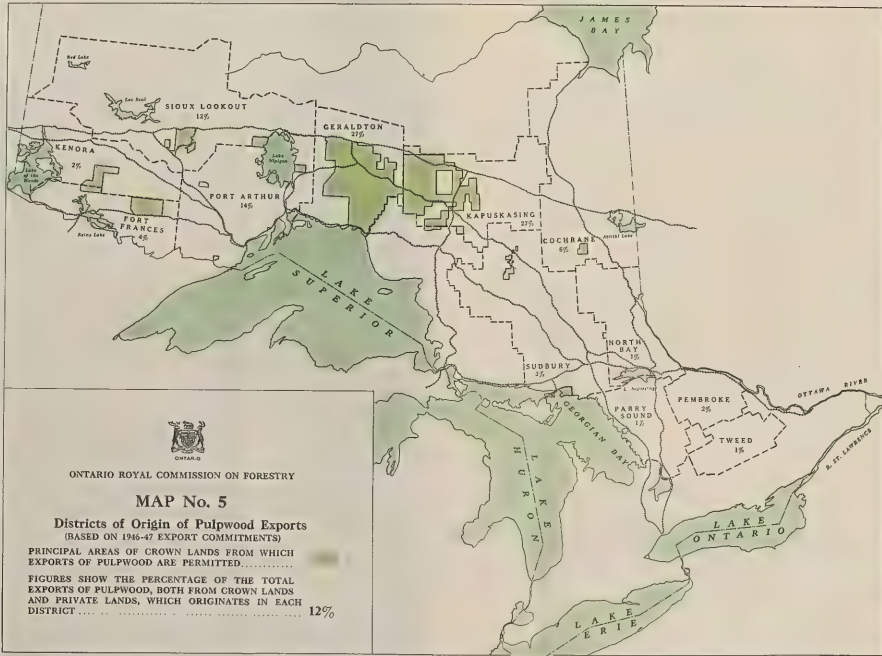 JAMES
BAY
Red Lake
Lac Seul
SIOUX LOOKOUT
12%
GERALDTON
27%
KENORA
2%
Lake
of the
Woods
Lake
Nipigon
PORT ARTHUR
14%
KAPUSKASING
FORT
FRANCES
Rainy Lake
COCHRANE
6%
Abitibi Lake
LAKE
SUPERIOR
NORTH
BAY
1%
SUDBURY
L. Nipissing
OTTAWA RIVER
PEMBROKE
2%
PARRY
SOUND
1%
TWEED
1%
GEORGIAN BAY
LAKE
HURON
R. ST. LAWRENCE
LAKE
ONTARIO
LAKE
ERIE
ONTARIO
ONTARIO ROYAL COMMISSION ON FORESTRY
MAP No. 5
Districts of Origin of Pulpwood Exports
(BASED ON 1946-47 EXPORT COMMITMENTS)
PRINCIPAL AREAS OF CROWN LANDS FROM WHICH
EXPORTS OF PULPWOOD ARE PERMITTED............
FIGURES SHOW THE PERCENTAGE OF THE TOTAL
EXPORTS OF PULPWOOD, BOTH FROM CROWN LANDS
AND PRIVATE LANDS, WHICH ORIGINATES IN EACH
DISTRICT .... .. ............ ..... ....... ...... 12%